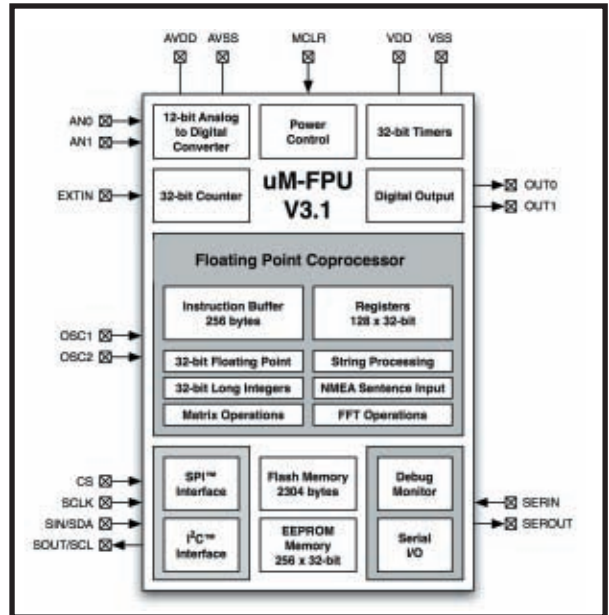 AVDD AVSS MCLR VDD VSS
AN0
AN1
12-bit Analog
to Digital
Converter
Power
Control
32-bit Timers
EXTIN
32-bit Counter
uM-FPU
V3.1
Digital Output
OUT0
OUT1
Floating Point Coprocessor
Instruction Buffer
256 bytes
Registers
128 x 32-bit
OSC1
OSC2
32-bit Floating Point
String Processing
32-bit Long Integers
NMEA Sentence Input
Matrix Operations
FFT Operations
CS
SCLK
SIN/SDA
SOUT/SCL
SPI™
Interface
Flash Memory
2304 bytes
Debug
Monitor
I²C™
Interface
EEPROM
Memory
256 x 32-bit
Serial
I/O
SERIN
SEROUT